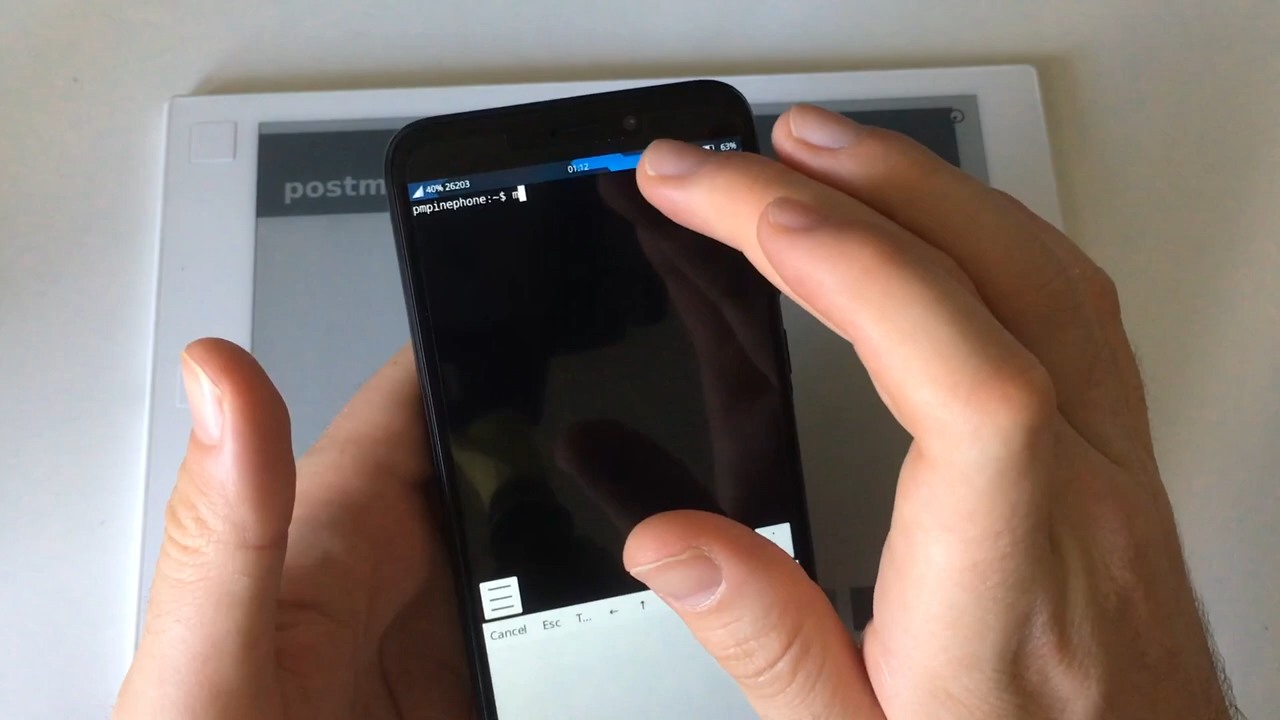 postm
40% 26203
01:12
63%
pmpinephone:~$ m
Cancel Esc T... ← ↑